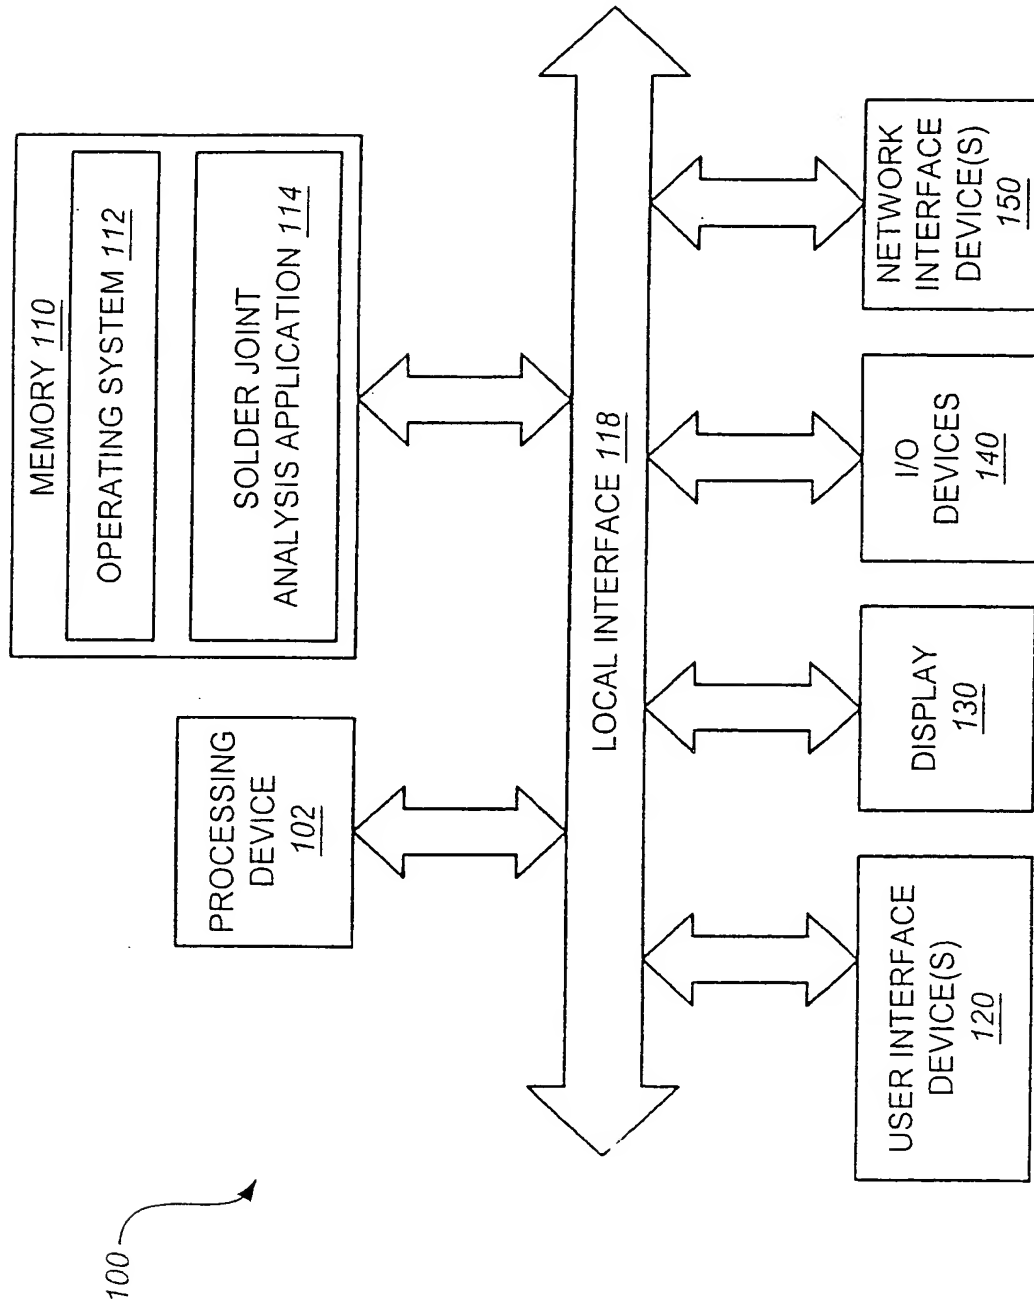 100
PROCESSING
DEVICE
102
MEMORY 110
OPERATING SYSTEM 112
SOLDER JOINT
ANALYSIS APPLICATION 114
LOCAL INTERFACE 118
USER INTERFACE
DEVICE(S)
120
DISPLAY
130
I/O
DEVICES
140
NETWORK
INTERFACE
DEVICE(S)
150